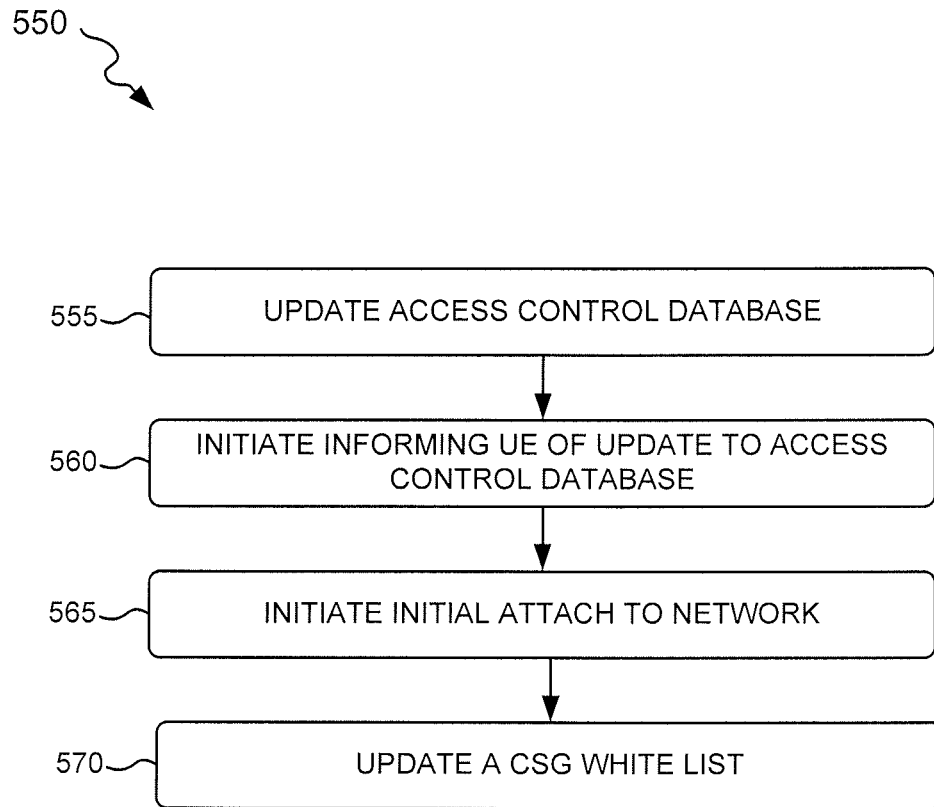 550
555
UPDATE ACCESS CONTROL DATABASE
560
INITIATE INFORMING UE OF UPDATE TO ACCESS
CONTROL DATABASE
565
INITIATE INITIAL ATTACH TO NETWORK
570
UPDATE A CSG WHITE LIST